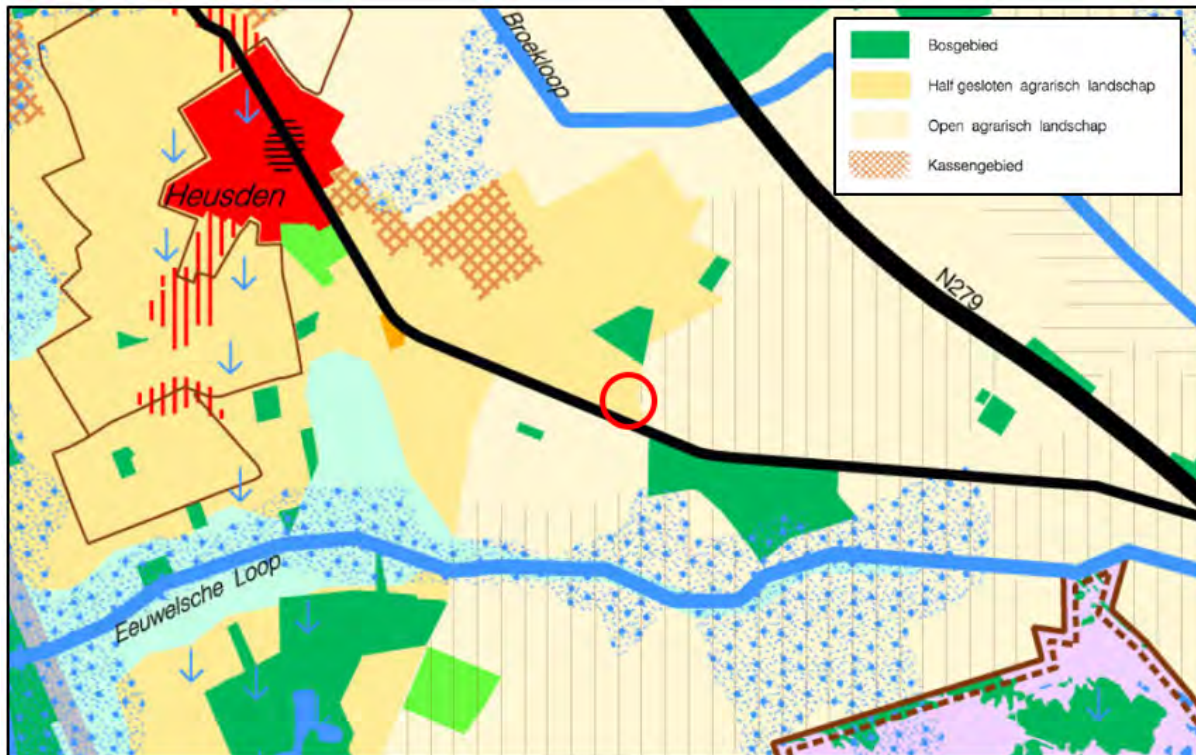 Broekloop
Bosgebied
Half gesloten agrarisch landschap
Open agrarisch landschap
Kassengebied
Heusden
N279
Eeuwelsche Loop